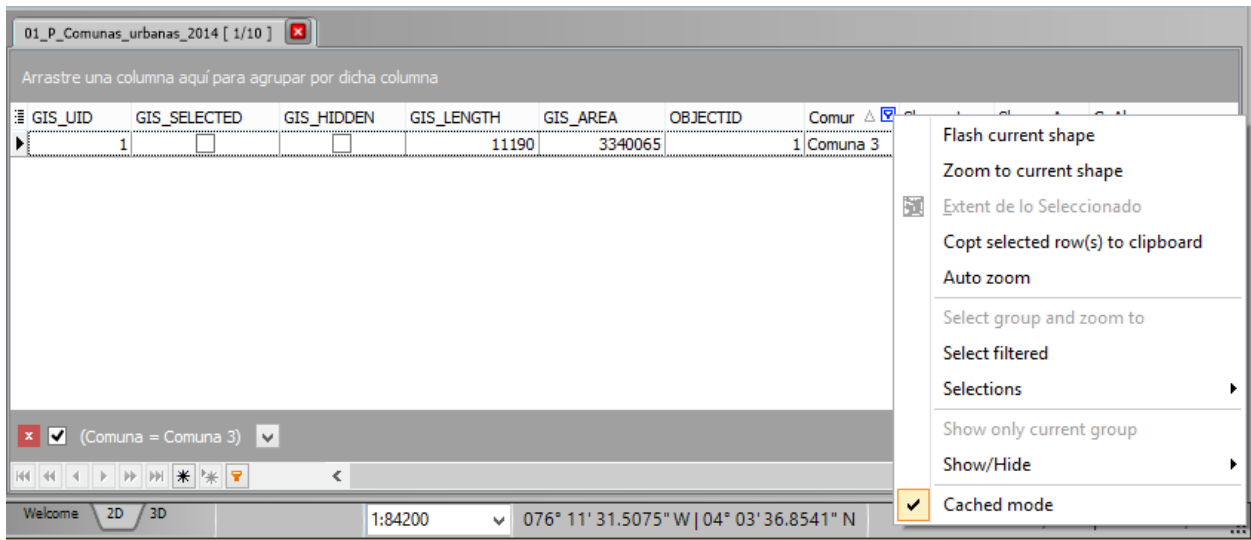 01_P_Comunas_urbanas_2014 [ 1/10 ]
Arrastre una columna aquí para agrupar por dicha columna
GIS_UID GIS_SELECTED GIS_HIDDEN GIS_LENGTH GIS_AREA OBJECTID Comur
1 11190 3340065 1 Comuna 3
Flash current shape
Zoom to current shape
Extent de lo Seleccionado
Copt selected row(s) to clipboard
Auto zoom
Select group and zoom to
Select filtered
Selections
Show only current group
Show/Hide
Cached mode
(Comuna = Comuna 3)
Welcome 2D 3D 1:84200 076° 11' 31.5075" W | 04° 03' 36.8541" N